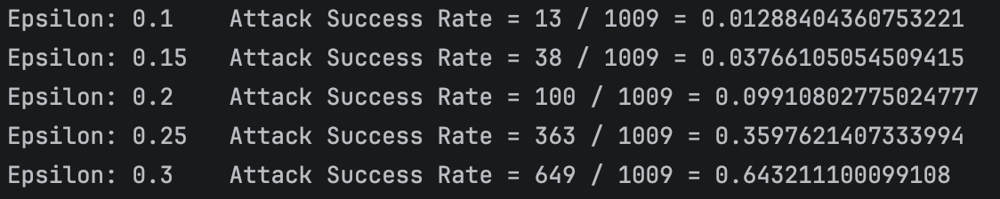 Epsilon: 0.1    Attack Success Rate = 13 / 1009 = 0.01288404360753221
Epsilon: 0.15   Attack Success Rate = 38 / 1009 = 0.03766105054509415
Epsilon: 0.2    Attack Success Rate = 100 / 1009 = 0.09910802775024777
Epsilon: 0.25   Attack Success Rate = 363 / 1009 = 0.3597621407333994
Epsilon: 0.3    Attack Success Rate = 649 / 1009 = 0.643211100099108